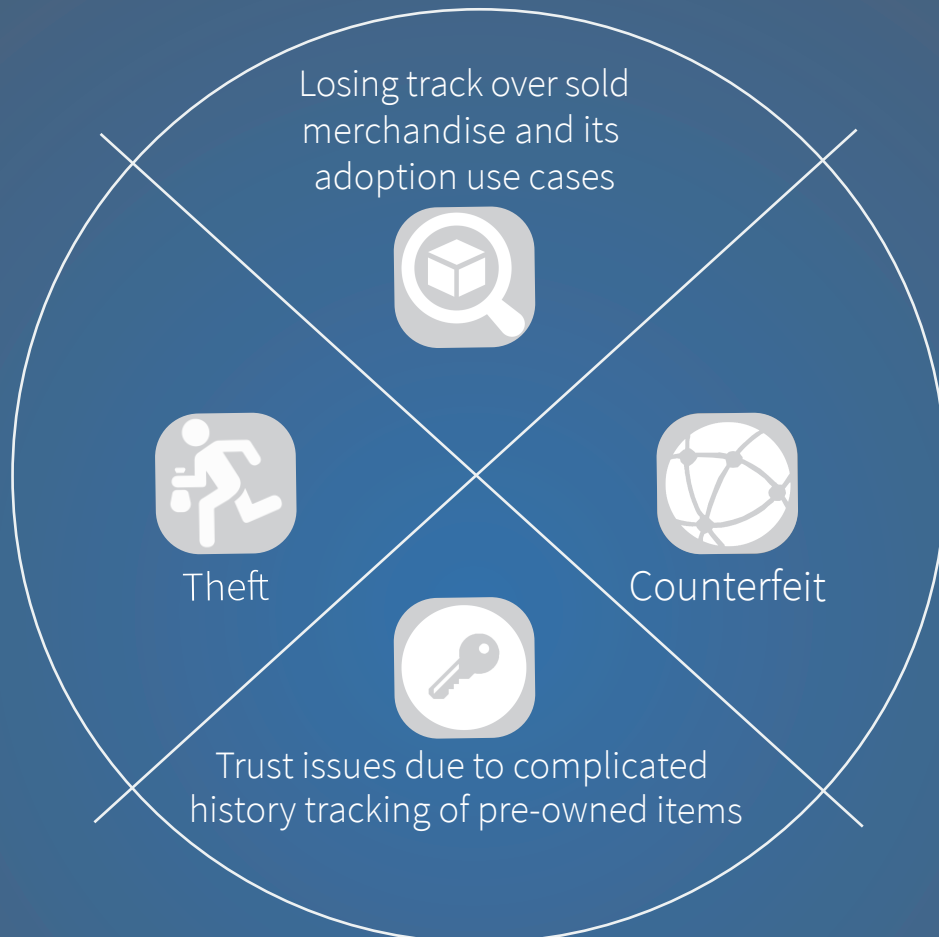 Losing track over sold
merchandise and its
adoption use cases
Theft
Counterfeit
Trust issues due to complicated
history tracking of pre-owned items